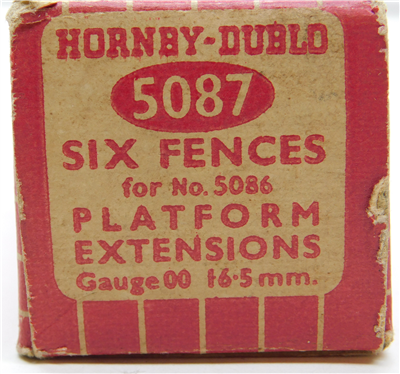 HORNBY-DUBLO
5087
SIX FENCES
for No. 5086
PLATFORM
EXTENSIONS
Gauge 00 16·5 mm.